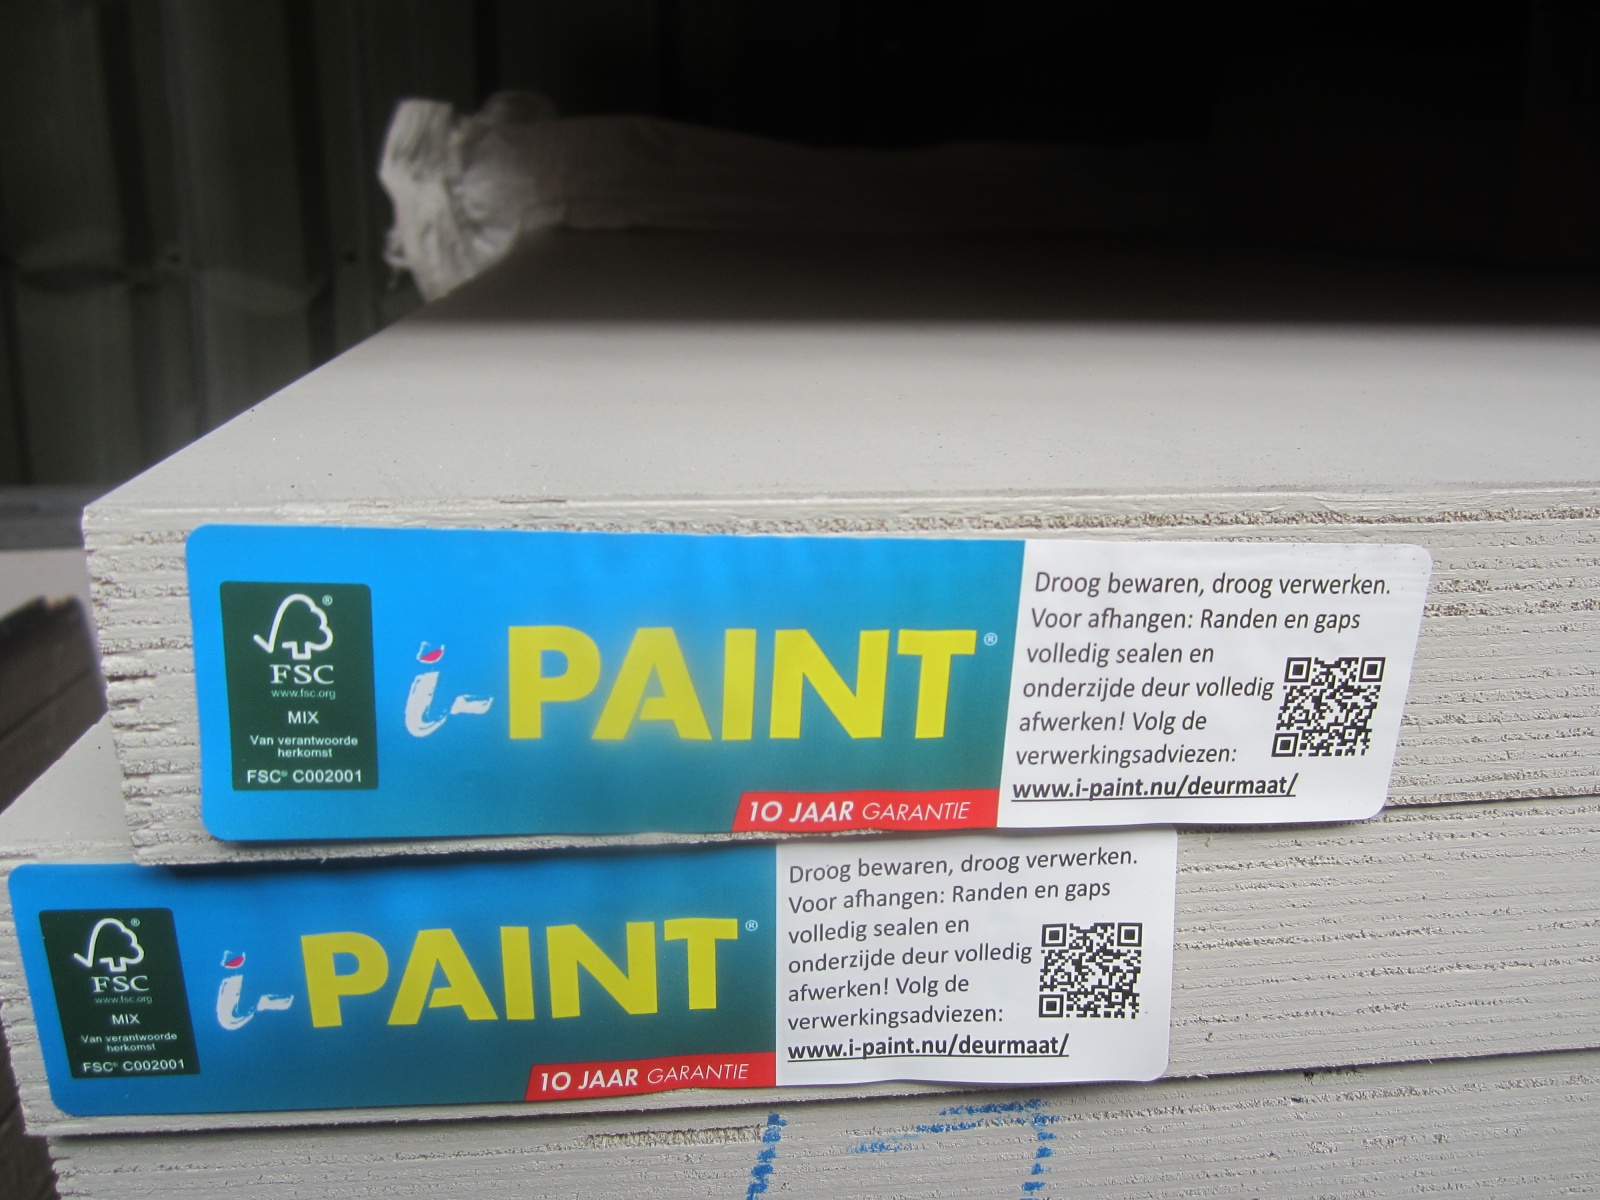 FSC®
www.fsc.org
MIX
Van verantwoorde
herkomst
FSC® C002001
i-PAINT®
10 JAAR GARANTIE
Droog bewaren, droog verwerken.
Voor afhangen: Randen en gaps
volledig sealen en
onderzijde deur volledig
afwerken! Volg de
verwerkingsadviezen:
www.i-paint.nu/deurmaat/
FSC®
www.fsc.org
MIX
Van verantwoorde
herkomst
FSC® C002001
i-PAINT®
10 JAAR GARANTIE
Droog bewaren, droog verwerken.
Voor afhangen: Randen en gaps
volledig sealen en
onderzijde deur volledig
afwerken! Volg de
verwerkingsadviezen:
www.i-paint.nu/deurmaat/